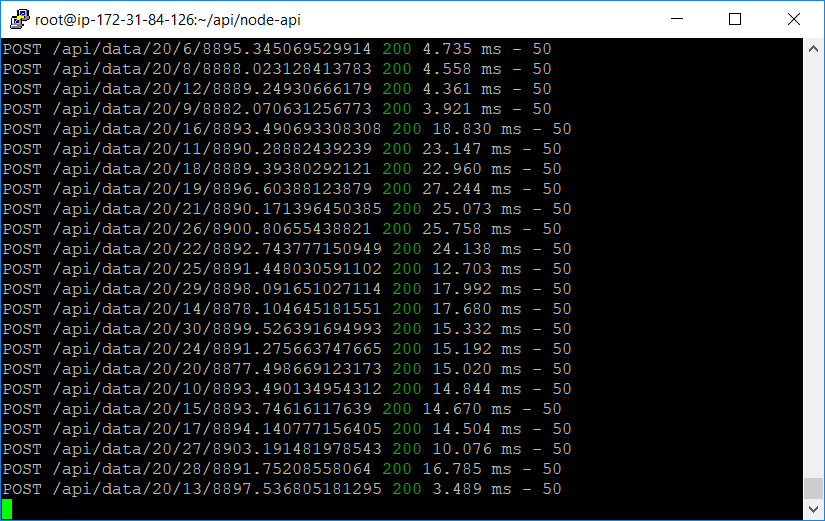 root@ip-172-31-84-126:~/api/node-api
POST /api/data/20/6/8895.345069529914 200 4.735 ms - 50
POST /api/data/20/8/8888.023128413783 200 4.558 ms - 50
POST /api/data/20/12/8889.24930666179 200 4.361 ms - 50
POST /api/data/20/9/8882.070631256773 200 3.921 ms - 50
POST /api/data/20/16/8893.490693308308 200 18.830 ms - 50
POST /api/data/20/11/8890.28882439239 200 23.147 ms - 50
POST /api/data/20/18/8889.39380292121 200 22.960 ms - 50
POST /api/data/20/19/8896.60388123879 200 27.244 ms - 50
POST /api/data/20/21/8890.171396450385 200 25.073 ms - 50
POST /api/data/20/26/8900.80655438821 200 25.758 ms - 50
POST /api/data/20/22/8892.743777150949 200 24.138 ms - 50
POST /api/data/20/25/8891.448030591102 200 12.703 ms - 50
POST /api/data/20/29/8898.091651027114 200 17.992 ms - 50
POST /api/data/20/14/8878.104645181551 200 17.680 ms - 50
POST /api/data/20/30/8899.526391694993 200 15.332 ms - 50
POST /api/data/20/24/8891.275663747665 200 15.192 ms - 50
POST /api/data/20/20/8877.498669123173 200 15.020 ms - 50
POST /api/data/20/10/8893.490134954312 200 14.844 ms - 50
POST /api/data/20/15/8893.74616117639 200 14.670 ms - 50
POST /api/data/20/17/8894.140777156405 200 14.504 ms - 50
POST /api/data/20/27/8903.191481978543 200 10.076 ms - 50
POST /api/data/20/28/8891.75208558064 200 16.785 ms - 50
POST /api/data/20/13/8897.536805181295 200 3.489 ms - 50